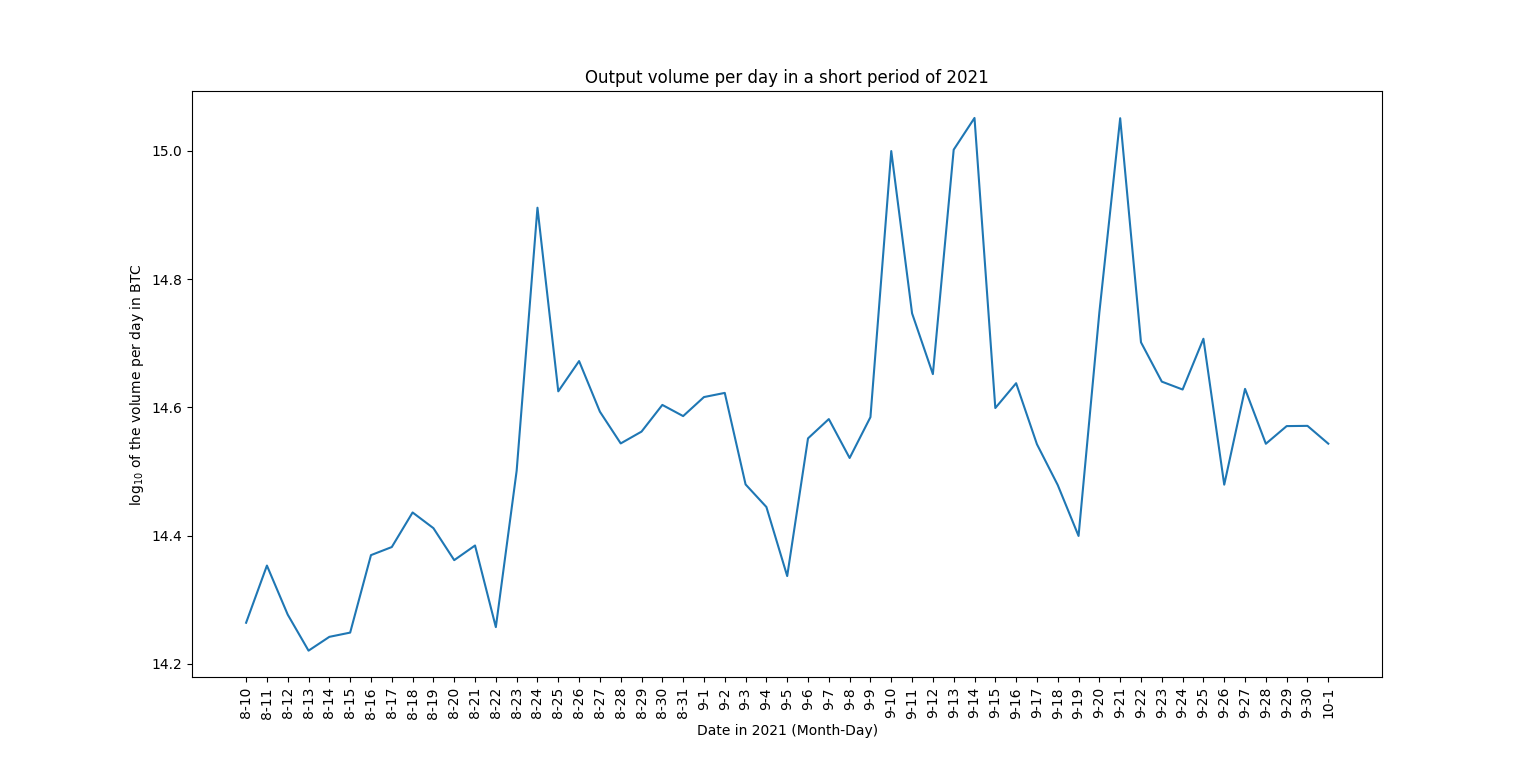 Output volume per day in a short period of 2021
log₁₀ of the volume per day in BTC
15.0
14.8
14.6
14.4
14.2
8-10 8-11 8-12 8-13 8-14 8-15 8-16 8-17 8-18 8-19 8-20 8-21 8-22 8-23 8-24 8-25 8-26 8-27 8-28 8-29 8-30 8-31 9-1 9-2 9-3 9-4 9-5 9-6 9-7 9-8 9-9 9-10 9-11 9-12 9-13 9-14 9-15 9-16 9-17 9-18 9-19 9-20 9-21 9-22 9-23 9-24 9-25 9-26 9-27 9-28 9-29 9-30 10-1
Date in 2021 (Month-Day)